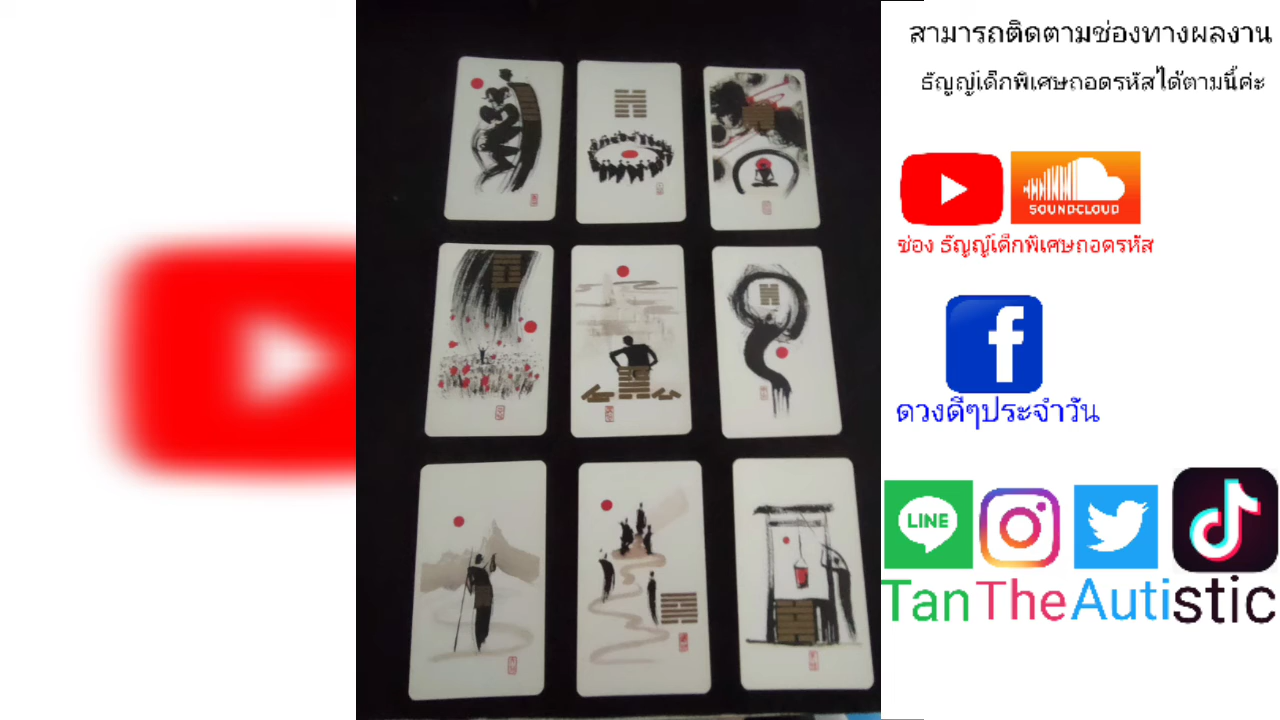 สามารถติดตามช่องทางผลงาน
ธัญญ์เด็กพิเศษถอดรหัสได้ตามนี้ค่ะ
SOUNDCLOUD
ช่อง ธัญญ์เด็กพิเศษถอดรหัส
ดวงดีๆประจำวัน
LINE
TanTheAutistic